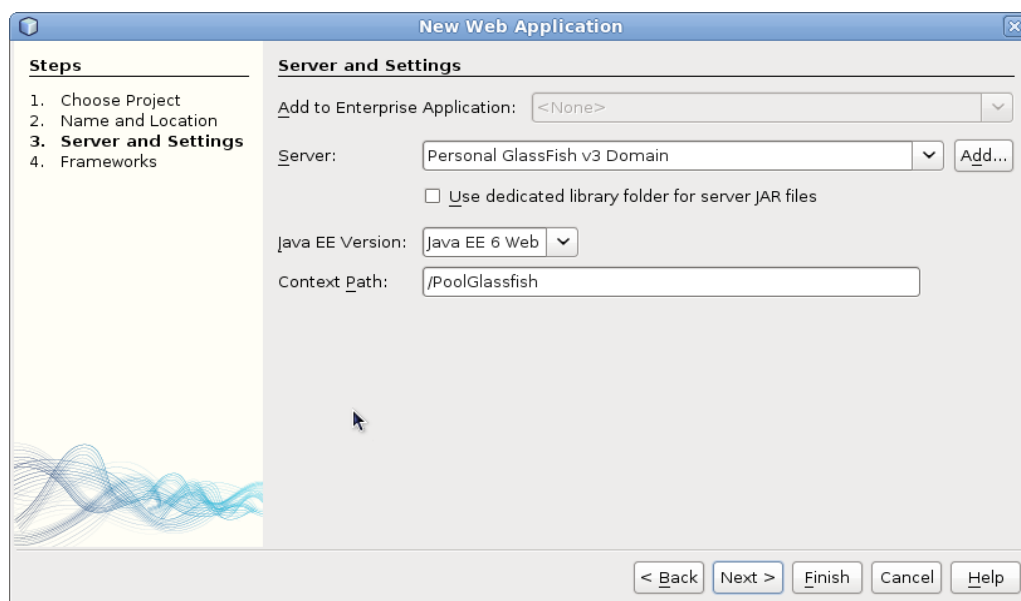 New Web Application
Steps
1. Choose Project
2. Name and Location
3. Server and Settings
4. Frameworks
Server and Settings
Add to Enterprise Application: <None>
Server: Personal GlassFish v3 Domain Add...
Use dedicated library folder for server JAR files
Java EE Version: Java EE 6 Web
Context Path: /PoolGlassfish
< Back Next > Finish Cancel Help